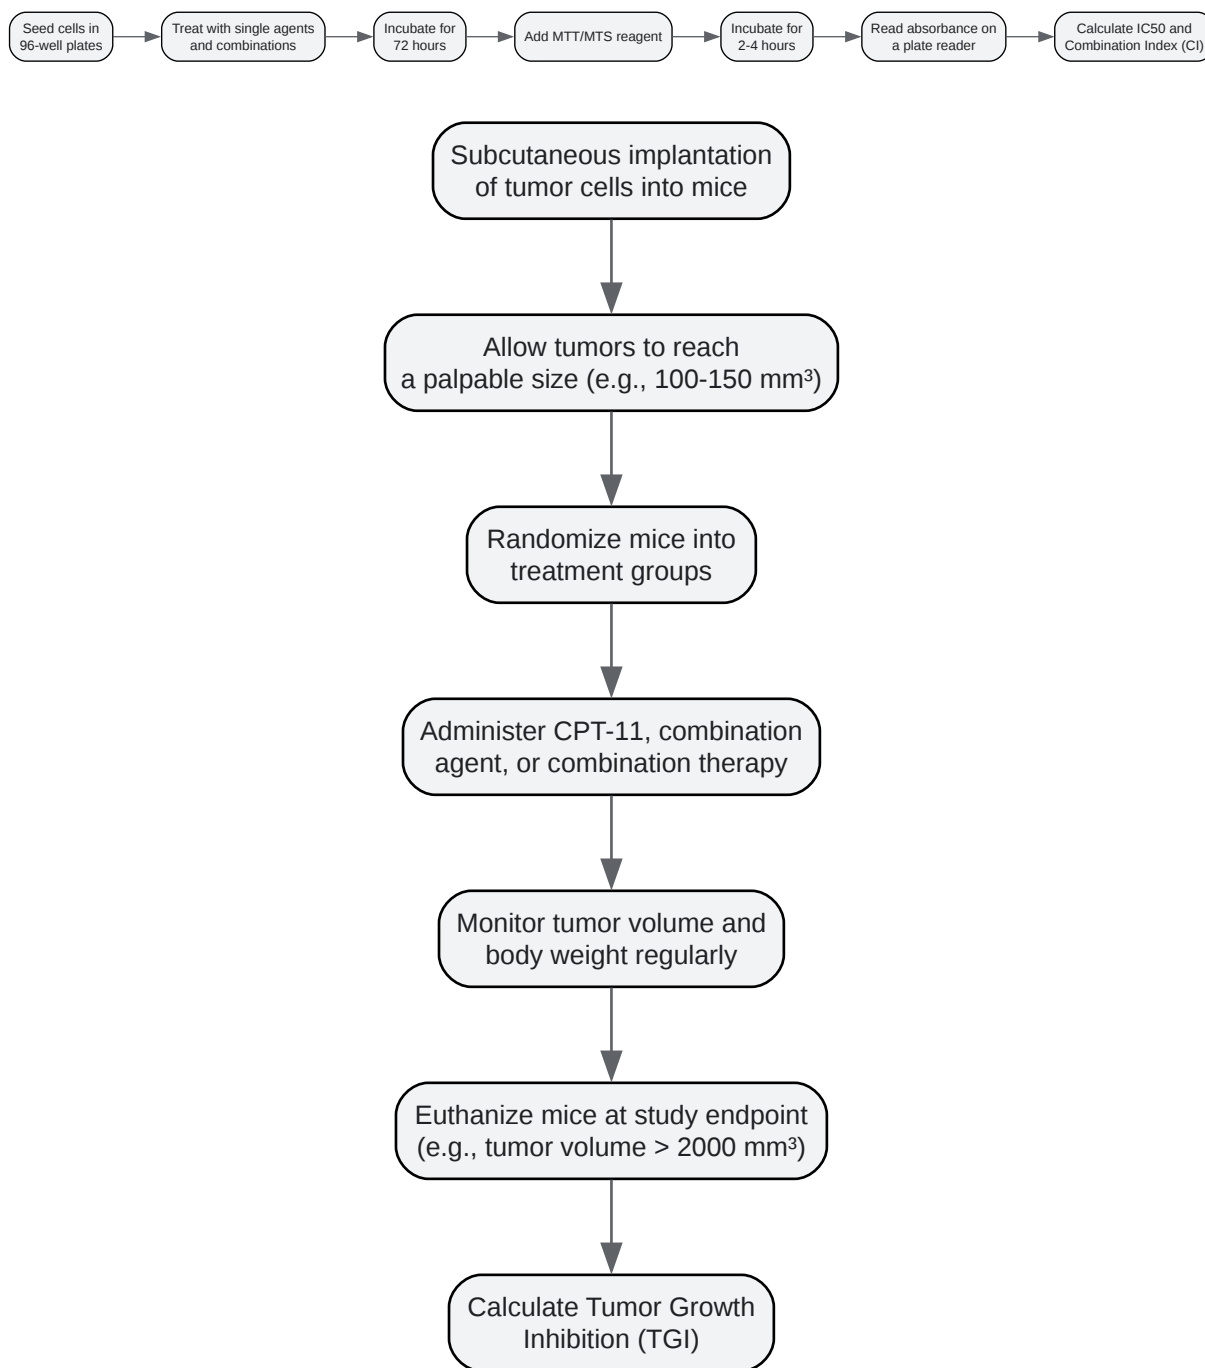 Seed cells in
96-well plates
Treat with single agents
and combinations
Incubate for
72 hours
Add MTT/MTS reagent
Incubate for
2-4 hours
Read absorbance on
a plate reader
Calculate IC50 and
Combination Index (CI)
Subcutaneous implantation
of tumor cells into mice
Allow tumors to reach
a palpable size (e.g., 100-150 mm³)
Randomize mice into
treatment groups
Administer CPT-11, combination
agent, or combination therapy
Monitor tumor volume and
body weight regularly
Euthanize mice at study endpoint
(e.g., tumor volume > 2000 mm³)
Calculate Tumor Growth
Inhibition (TGI)